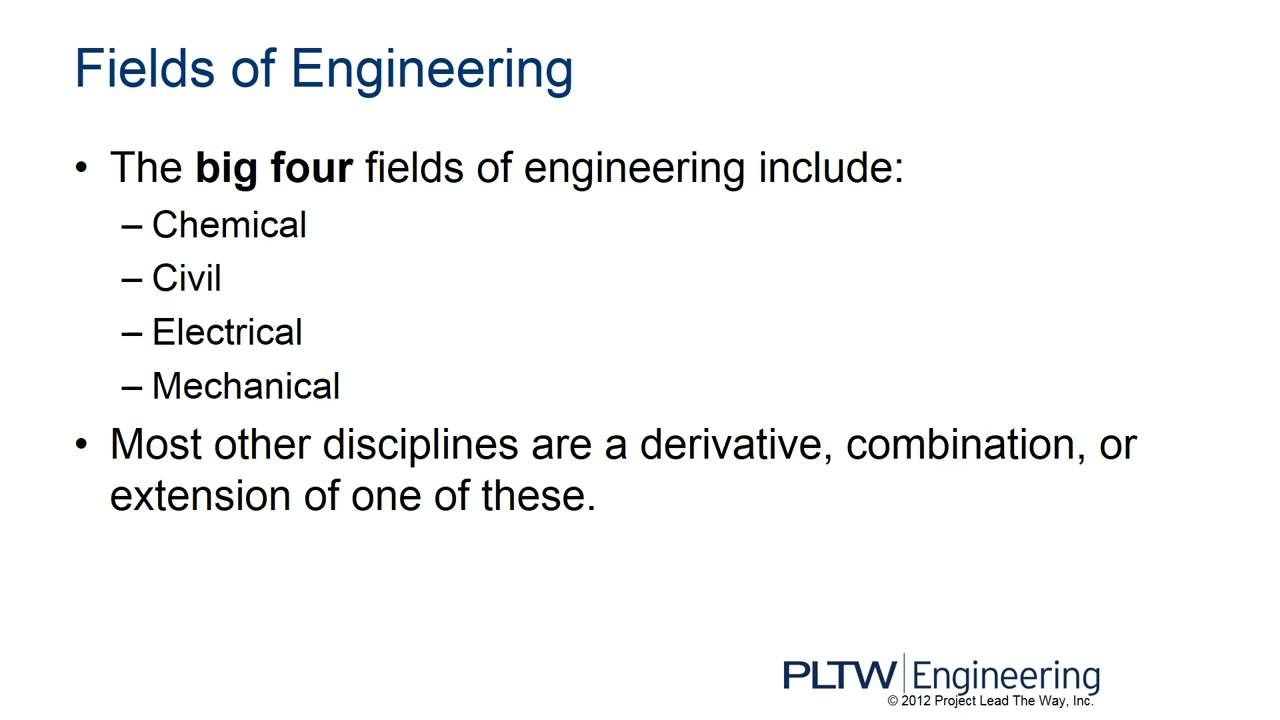 Fields of Engineering
• The big four fields of engineering include:
– Chemical
– Civil
– Electrical
– Mechanical
• Most other disciplines are a derivative, combination, or
extension of one of these.
PLTW Engineering
© 2012 Project Lead The Way, Inc.